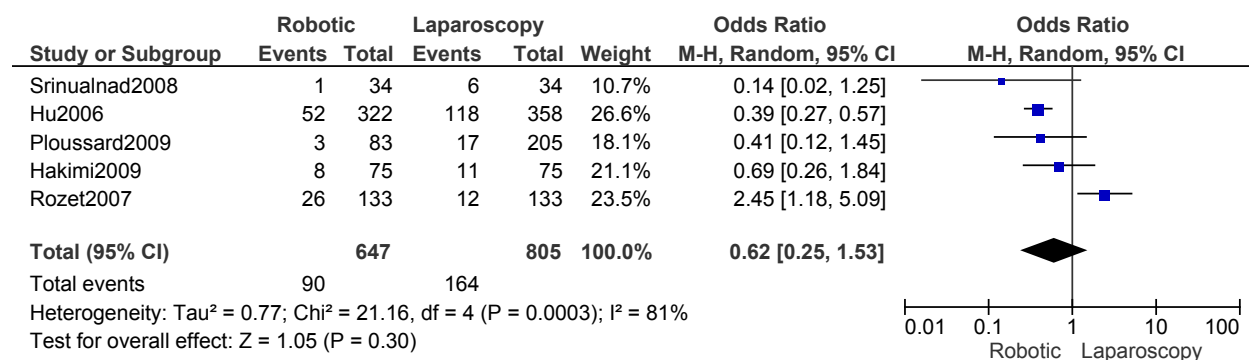 Robotic Laparoscopy Odds Ratio Odds Ratio
Study or Subgroup Events Total Events Total Weight M-H, Random, 95% CI M-H, Random, 95% CI
Srinualnad2008 1 34 6 34 10.7% 0.14 [0.02, 1.25]
Hu2006 52 322 118 358 26.6% 0.39 [0.27, 0.57]
Ploussard2009 3 83 17 205 18.1% 0.41 [0.12, 1.45]
Hakimi2009 8 75 11 75 21.1% 0.69 [0.26, 1.84]
Rozet2007 26 133 12 133 23.5% 2.45 [1.18, 5.09]
Total (95% CI) 647 805 100.0% 0.62 [0.25, 1.53]
Total events 90 164
Heterogeneity: Tau² = 0.77; Chi² = 21.16, df = 4 (P = 0.0003); I² = 81%
Test for overall effect: Z = 1.05 (P = 0.30)
0.01 0.1 1 10 100
Robotic Laparoscopy